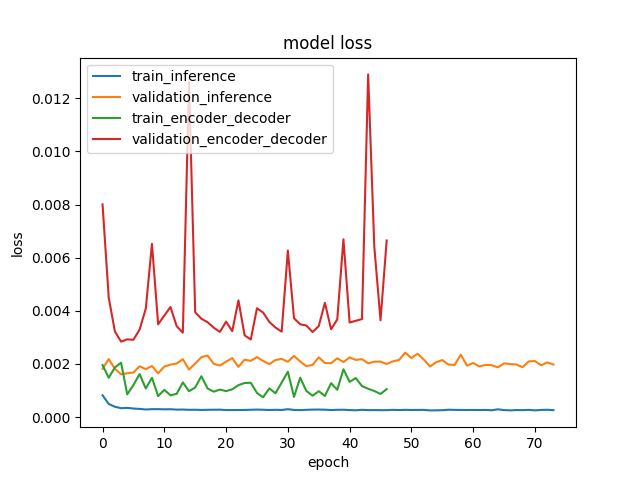 model loss
train_inference
validation_inference
train_encoder_decoder
validation_encoder_decoder
0.012
0.010
0.008
0.006
0.004
0.002
0.000
loss
0 10 20 30 40 50 60 70
epoch